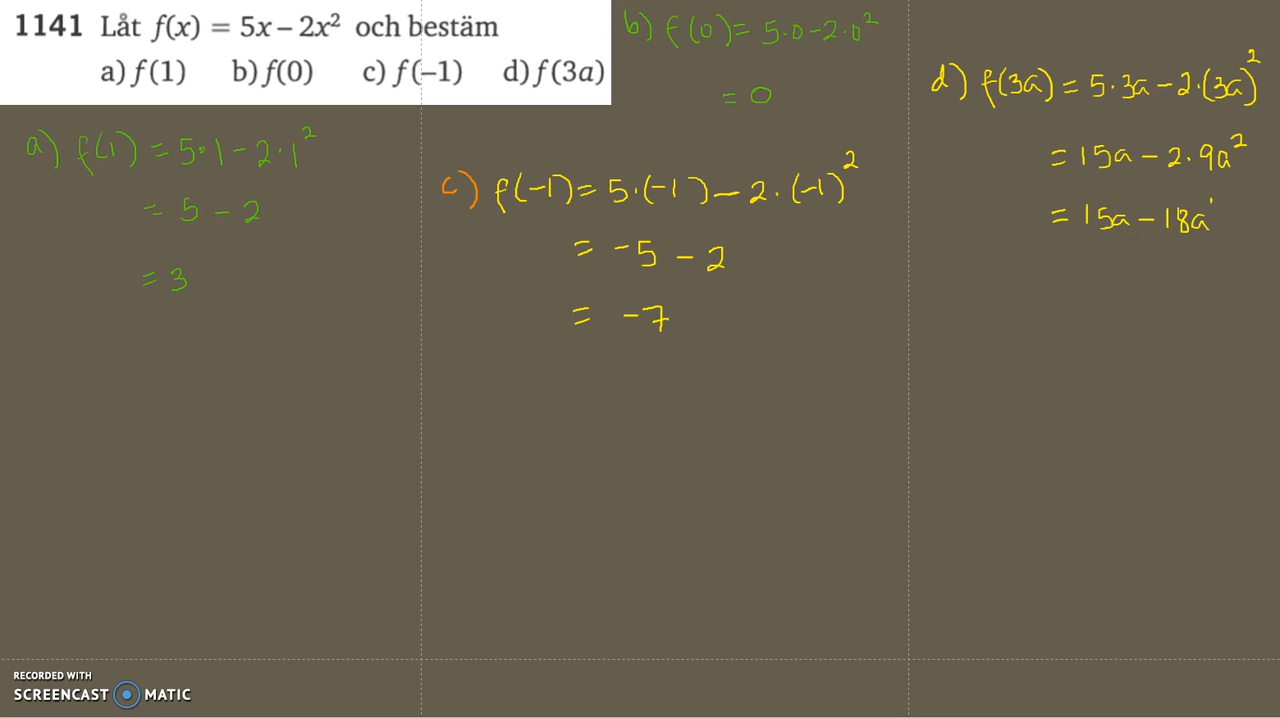 1141 Låt f(x) = 5x – 2x² och bestäm
a) f(1) b) f(0) c) f(–1) d) f(3a)
a) f(1) = 5·1 – 2·1²
= 5 – 2
= 3
b) f(0) = 5·0 – 2·0²
= 0
c) f(–1) = 5·(–1) – 2·(–1)²
= –5 – 2
= –7
d) f(3a) = 5·3a – 2·(3a)²
= 15a – 2·9a²
= 15a – 18a
RECORDED WITH
SCREENCAST MATIC